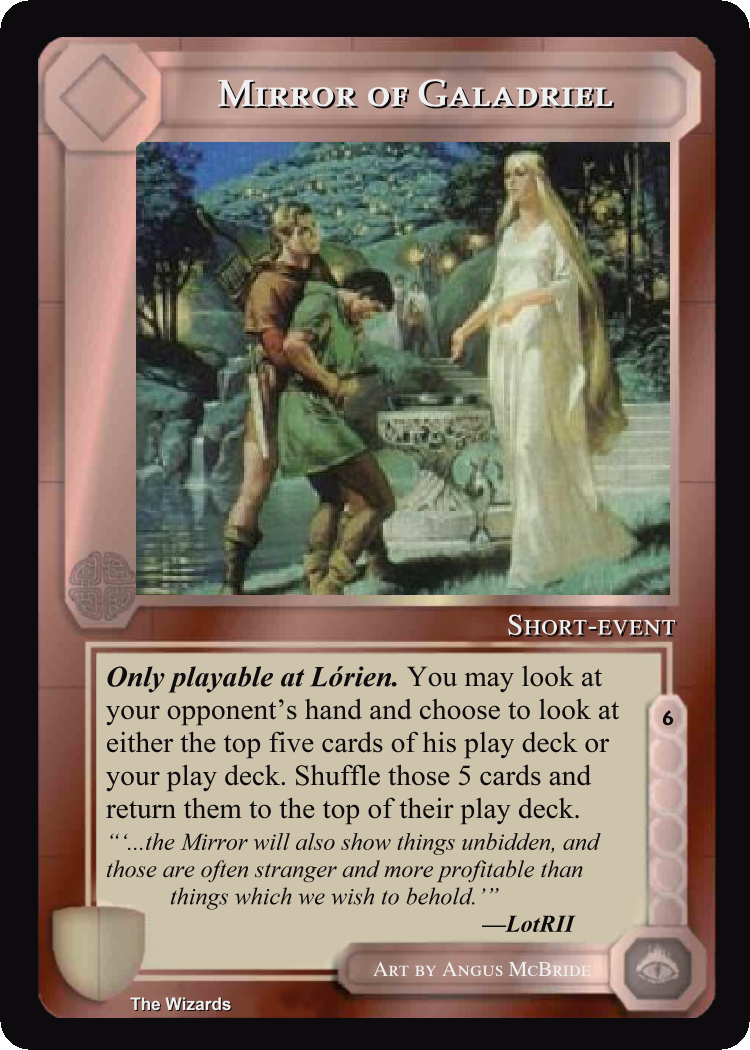 Mirror of Galadriel
Short-event
Only playable at Lórien. You may look at
your opponent's hand and choose to look at
either the top five cards of his play deck or
your play deck. Shuffle those 5 cards and
return them to the top of their play deck.
“‘...the Mirror will also show things unbidden, and
those are often stranger and more profitable than
things which we wish to behold.’”
—LotRII
6
Art by Angus McBride
The Wizards